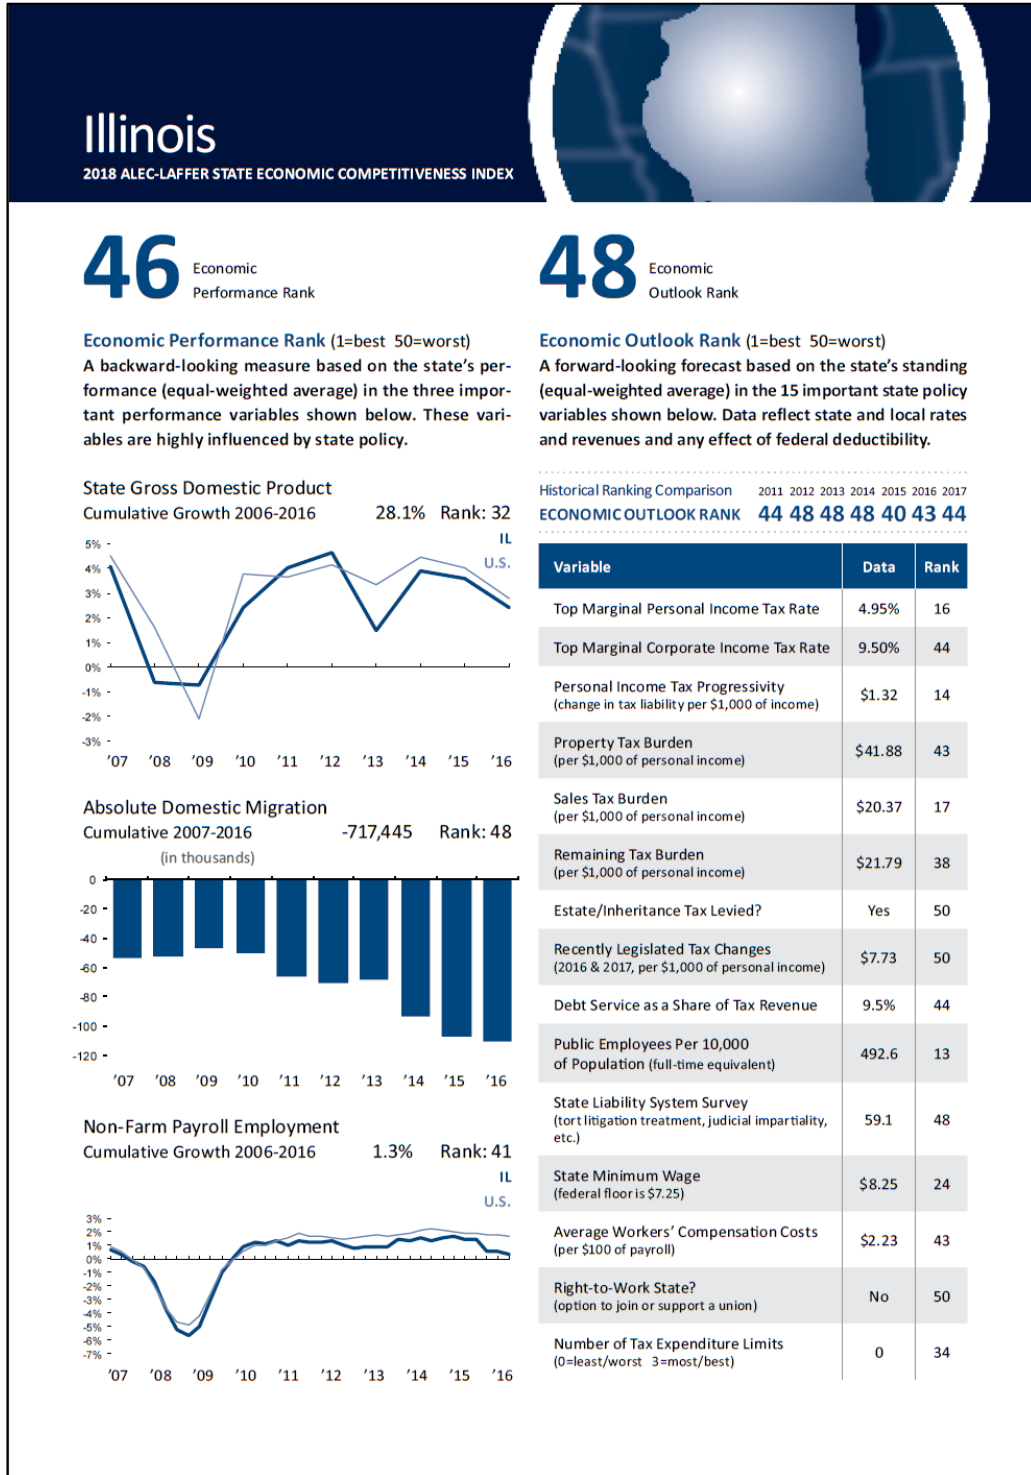 Illinois
2018 ALEC-LAFFER STATE ECONOMIC COMPETITIVENESS INDEX
46 Economic
Performance Rank
Economic Performance Rank (1=best 50=worst)
A backward-looking measure based on the state's per-
formance (equal-weighted average) in the three impor-
tant performance variables shown below. These vari-
ables are highly influenced by state policy.
State Gross Domestic Product
Cumulative Growth 2006-2016 28.1% Rank: 32
IL
U.S.
5%
4%
3%
2%
1%
0%
-1%
-2%
-3%
'07 '08 '09 '10 '11 '12 '13 '14 '15 '16
Absolute Domestic Migration
Cumulative 2007-2016 -717,445 Rank: 48
(in thousands)
0
-20
-40
-60
-80
-100
-120
'07 '08 '09 '10 '11 '12 '13 '14 '15 '16
Non-Farm Payroll Employment
Cumulative Growth 2006-2016 1.3% Rank: 41
IL
U.S.
3%
2%
1%
0%
-1%
-2%
-3%
-4%
-5%
-6%
-7%
'07 '08 '09 '10 '11 '12 '13 '14 '15 '16
48 Economic
Outlook Rank
Economic Outlook Rank (1=best 50=worst)
A forward-looking forecast based on the state's standing
(equal-weighted average) in the 15 important state policy
variables shown below. Data reflect state and local rates
and revenues and any effect of federal deductibility.
Historical Ranking Comparison 2011 2012 2013 2014 2015 2016 2017
ECONOMIC OUTLOOK RANK 44 48 48 48 40 43 44
Variable Data Rank
Top Marginal Personal Income Tax Rate 4.95% 16
Top Marginal Corporate Income Tax Rate 9.50% 44
Personal Income Tax Progressivity
(change in tax liability per $1,000 of income) $1.32 14
Property Tax Burden
(per $1,000 of personal income) $41.88 43
Sales Tax Burden
(per $1,000 of personal income) $20.37 17
Remaining Tax Burden
(per $1,000 of personal income) $21.79 38
Estate/Inheritance Tax Levied? Yes 50
Recently Legislated Tax Changes
(2016 & 2017, per $1,000 of personal income) $7.73 50
Debt Service as a Share of Tax Revenue 9.5% 44
Public Employees Per 10,000
of Population (full-time equivalent) 492.6 13
State Liability System Survey
(tort litigation treatment, judicial impartiality, 59.1 48
etc.)
State Minimum Wage
(federal floor is $7.25) $8.25 24
Average Workers' Compensation Costs
(per $100 of payroll) $2.23 43
Right-to-Work State?
(option to join or support a union) No 50
Number of Tax Expenditure Limits
(0=least/worst 3=most/best) 0 34